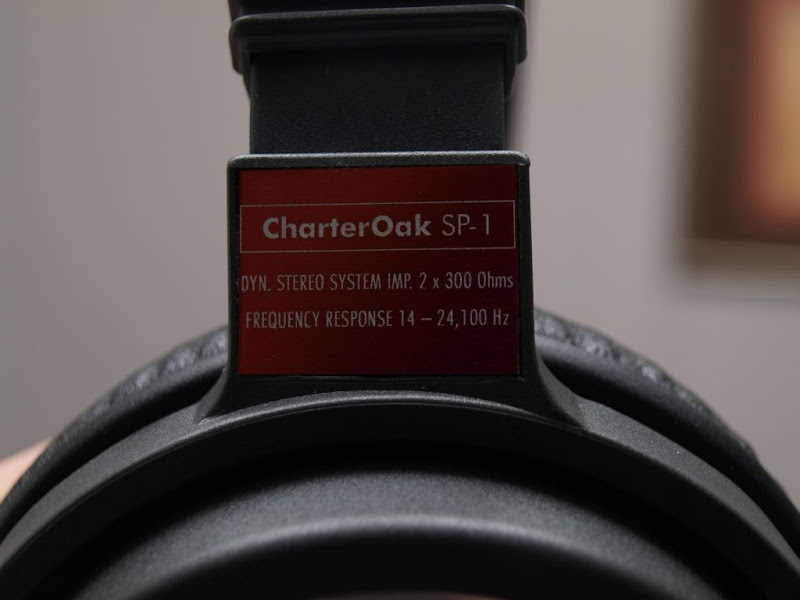 CharterOak SP-1
DYN. STEREO SYSTEM IMP. 2 x 300 Ohms
FREQUENCY RESPONSE 14 – 24,100 Hz